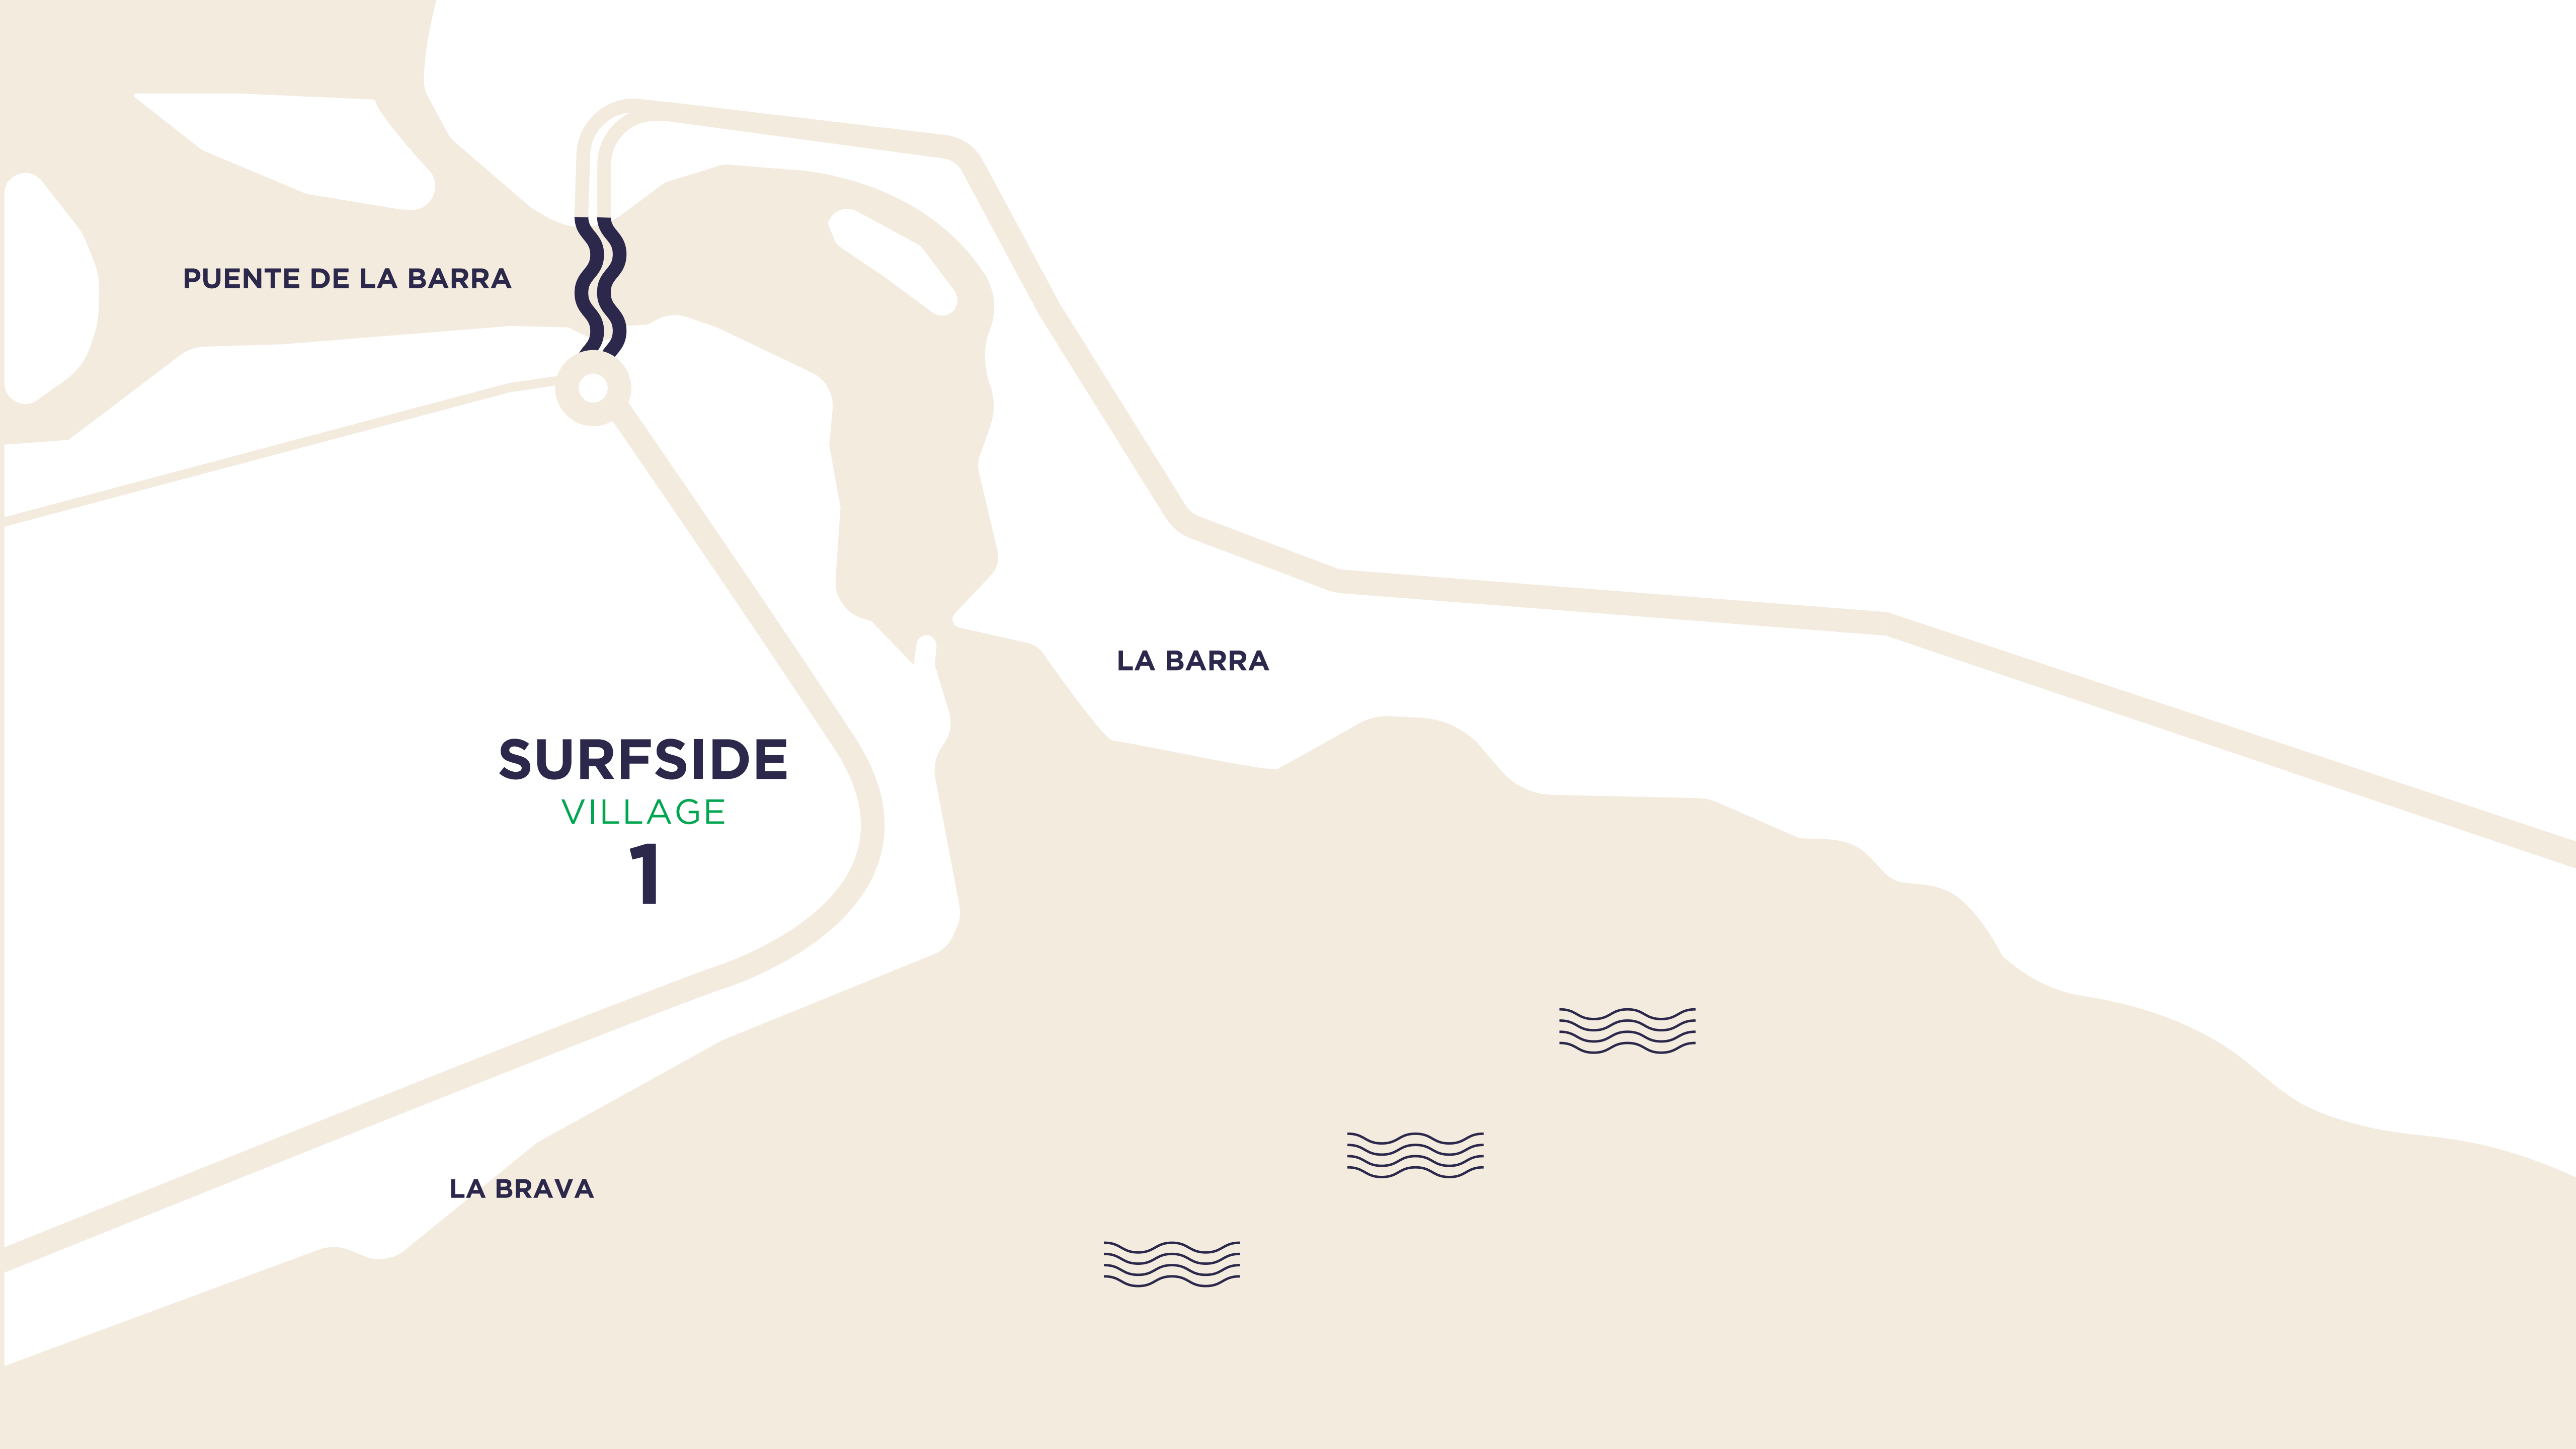 PUENTE DE LA BARRA
LA BARRA
SURFSIDE
VILLAGE
1
LA BRAVA